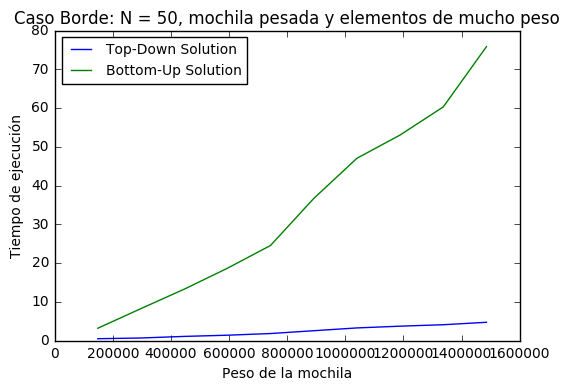 Caso Borde: N = 50, mochila pesada y elementos de mucho peso
Top-Down Solution
Bottom-Up Solution
80
70
60
50
40
30
20
10
0
Tiempo de ejecución
0 200000 400000 600000 800000 1000000 1200000 1400000 1600000
Peso de la mochila